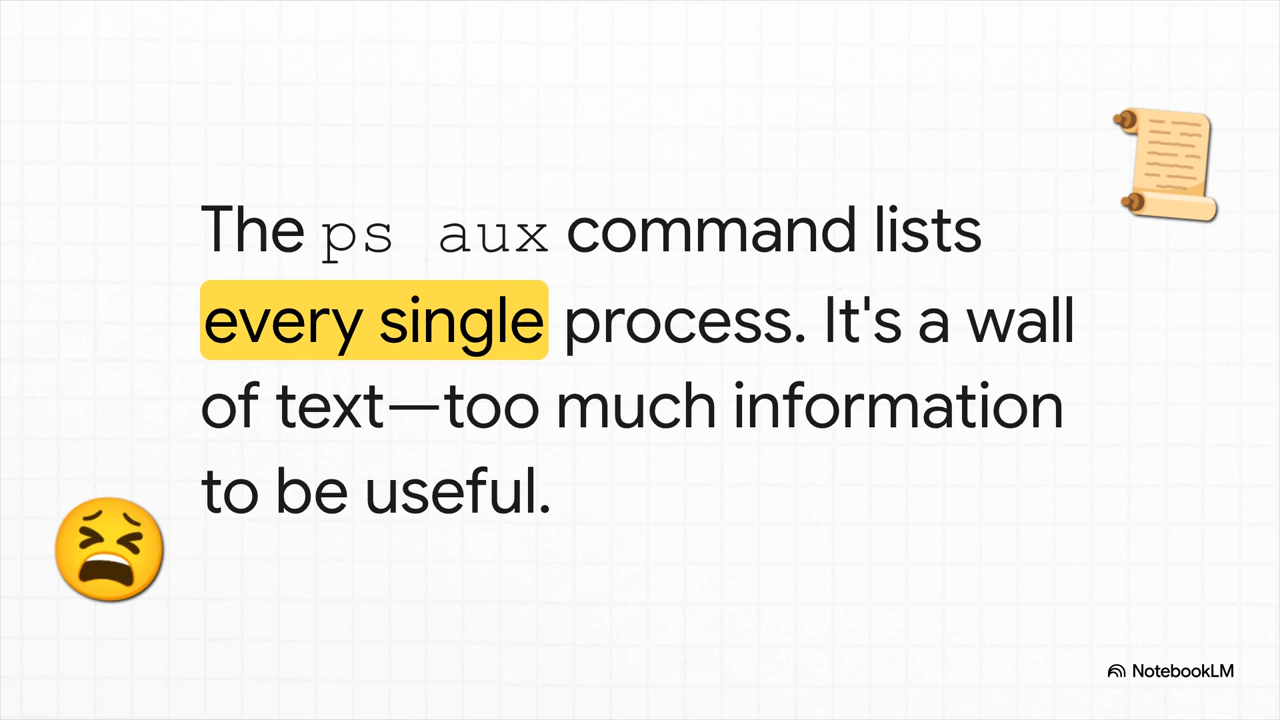 The ps aux command lists
every single process. It's a wall
of text—too much information
to be useful.
NotebookLM